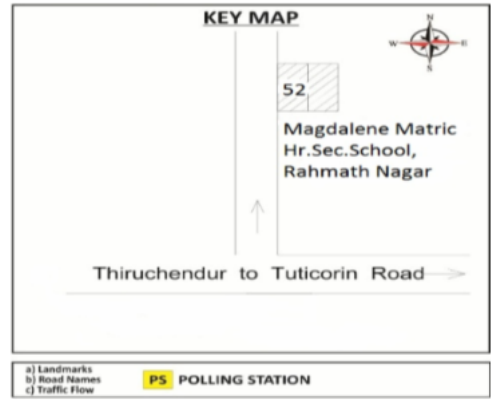 KEY MAP
N
W E
S
52
Magdalene Matric
Hr.Sec.School,
Rahmath Nagar
Thiruchendur to Tuticorin Road
a) Landmarks
b) Road Names
c) Traffic Flow
PS POLLING STATION